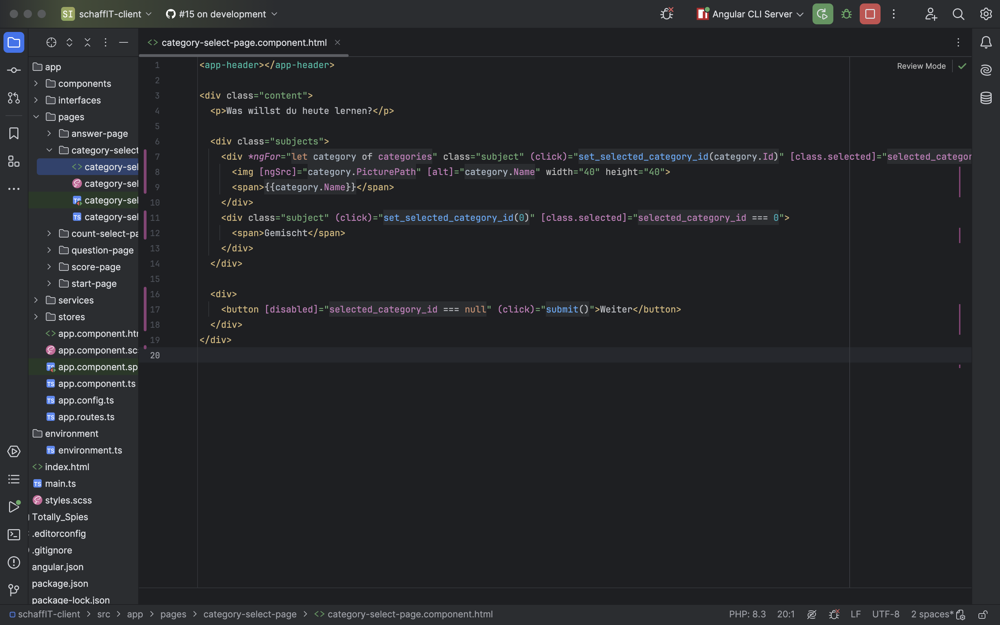 SI schaffIT-client #15 on development Angular CLI Server
category-select-page.component.html
Review Mode
app
components
interfaces
pages
answer-page
category-select
category-sel
category-sel
TS category-sel
TS category-sel
count-select-pa
question-page
score-page
start-page
services
stores
app.component.htm
app.component.sc
TS app.component.sp
TS app.component.ts
TS app.config.ts
TS app.routes.ts
environment
TS environment.ts
index.html
TS main.ts
styles.scss
Totally_Spies
.editorconfig
.gitignore
angular.json
package.json
package-lock.json
1 <app-header></app-header>
2
3 <div class="content">
4 <p>Was willst du heute lernen?</p>
5
6 <div class="subjects">
7 <div *ngFor="let category of categories" class="subject" (click)="set_selected_category_id(category.Id)" [class.selected]="selected_categor
8 <img [ngSrc]="category.PicturePath" [alt]="category.Name" width="40" height="40">
9 <span>{{category.Name}}</span>
10 </div>
11 <div class="subject" (click)="set_selected_category_id(0)" [class.selected]="selected_category_id === 0">
12 <span>Gemischt</span>
13 </div>
14 </div>
15
16 <div>
17 <button [disabled]="selected_category_id === null" (click)="submit()">Weiter</button>
18 </div>
19 </div>
20
schaffIT-client > src > app > pages > category-select-page > <> category-select-page.component.html
PHP: 8.3 20:1 LF UTF-8 2 spaces*